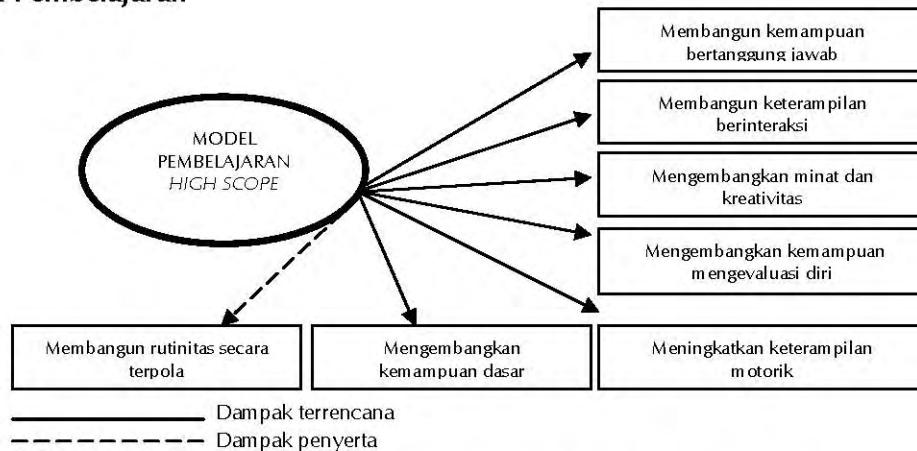 Pembelajaran
Membangun kemampuan
bertanggung jawab
MODEL
PEMBELAJARAN
HIGH SCOPE
Membangun keterampilan
berinteraksi
Mengembangkan minat dan
kreativitas
Mengembangkan kemampuan
mengevaluasi diri
Membangun rutinitas secara
terpola
Mengembangkan
kemampuan dasar
Meningkatkan keterampilan
motorik
Dampak terrencana
Dampak penyerta